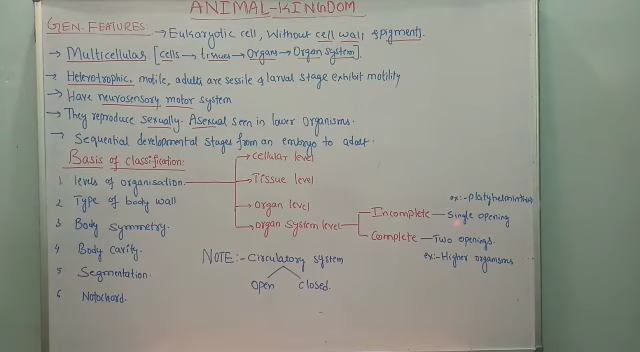 ANIMAL-KINGDOM
GEN. FEATURES: → Eukaryotic cell, without cell wall & pigments.
→ Multicellular [cells → tissues → Organs → Organ system].
→ Heterotrophic, motile, adults are sessile & larval stage exhibit motility
→ Have neurosensory motor system
→ They reproduce sexually. Asexual seen in lower organisms.
→ Sequential developmental stages from an embryo to adult.
Basis of classification:
→ Cellular level
1 levels of organisation → Tissue level
2 Type of body wall → Organ level
→ Organ system level
Incomplete — Single opening
ex:- Platyhelminthes
Complete — Two openings.
ex:- Higher organisms
3 Body symmetry.
4 Body cavity.
5 Segmentation.
6 Notochord.
NOTE:- Circulatory system
Open closed.